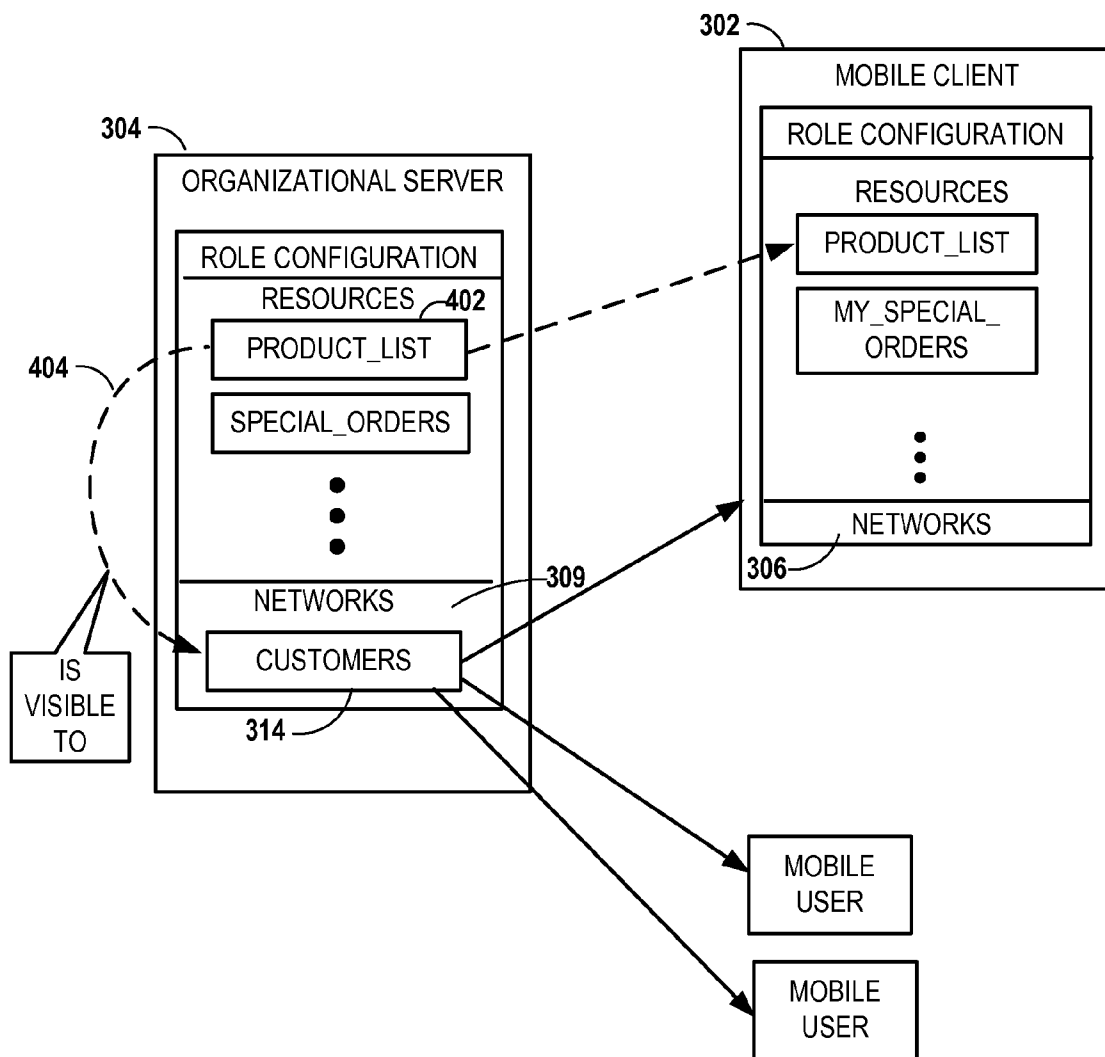 302
MOBILE CLIENT
ROLE CONFIGURATION
RESOURCES
PRODUCT_LIST
MY_SPECIAL_
ORDERS
NETWORKS
306
304
ORGANIZATIONAL SERVER
ROLE CONFIGURATION
RESOURCES
402
PRODUCT_LIST
SPECIAL_ORDERS
NETWORKS
309
CUSTOMERS
314
404
IS
VISIBLE
TO
MOBILE
USER
MOBILE
USER